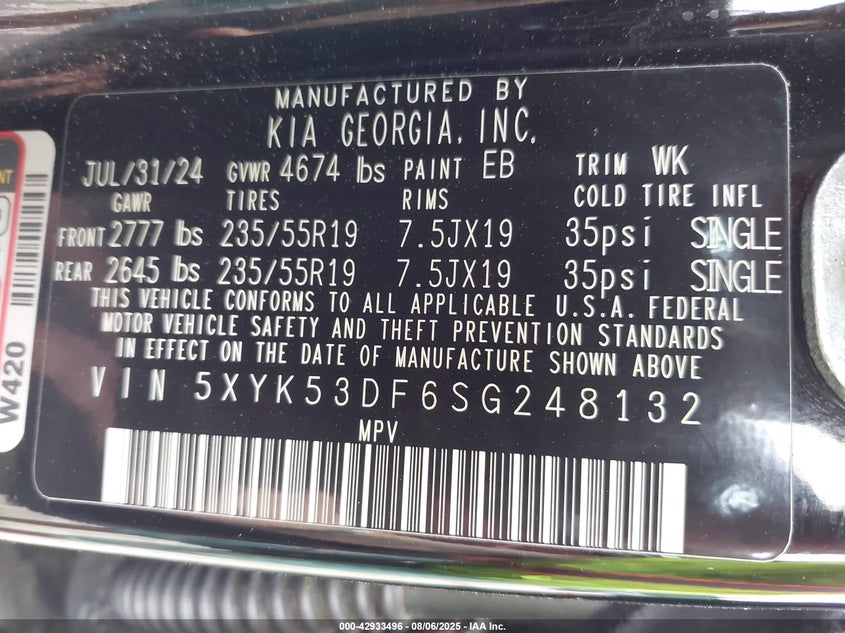 MANUFACTURED BY
KIA GEORGIA, INC.
JUL/31/24 GVWR 4674 lbs PAINT EB TRIM WK
GAWR TIRES RIMS COLD TIRE INFL
FRONT 2777 lbs 235/55R19 7.5JX19 35psi SINGLE
REAR 2645 lbs 235/55R19 7.5JX19 35psi SINGLE
THIS VEHICLE CONFORMS TO ALL APPLICABLE U.S.A. FEDERAL
MOTOR VEHICLE SAFETY AND THEFT PREVENTION STANDARDS
IN EFFECT ON THE DATE OF MANUFACTURE SHOWN ABOVE
VIN 5XYK53DF6SG248132
MPV
W420
000-42933496 - 08/06/2025 - IAA Inc.